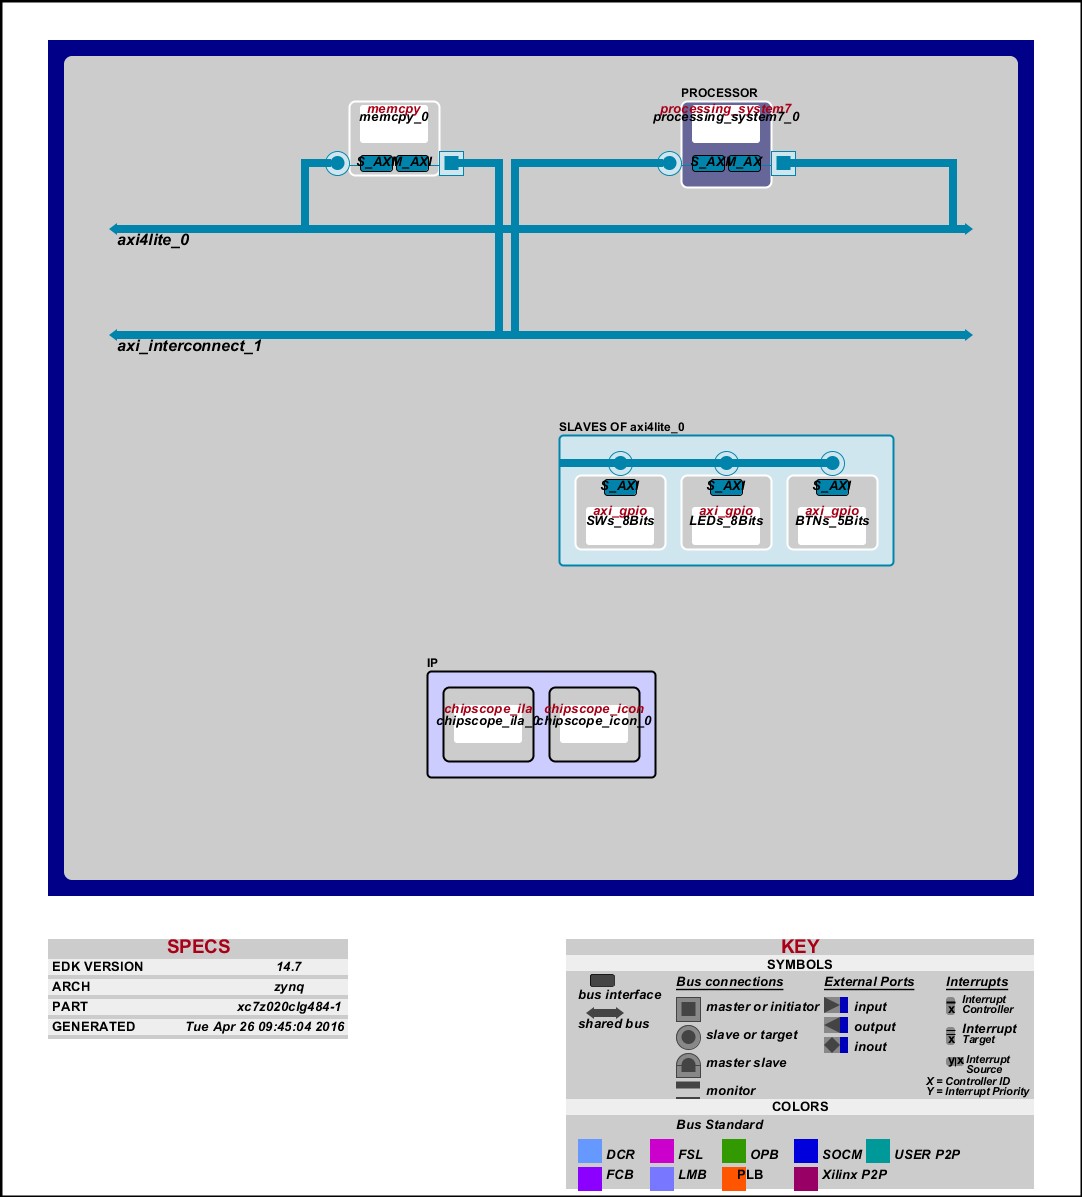 PROCESSOR
memcpy
memcpy_0
processing_system7
processing_system7_0
S_AXI M_AXI
S_AXI M_AX
axi4lite_0
axi_interconnect_1
SLAVES OF axi4lite_0
S_AXI S_AXI S_AXI
axi_gpio axi_gpio axi_gpio
SWs_8Bits LEDs_8Bits BTNs_5Bits
IP
chipscope_ila chipscope_icon
chipscope_ila_0 chipscope_icon_0
SPECS
EDK VERSION 14.7
ARCH zynq
PART xc7z020clg484-1
GENERATED Tue Apr 26 09:45:04 2016
KEY
SYMBOLS
bus interface
shared bus
Bus connections
master or initiator
slave or target
master slave
monitor
External Ports
input
output
inout
Interrupts
x Interrupt
Controller
x Interrupt
Target
y x Interrupt
Source
X = Controller ID
Y = Interrupt Priority
COLORS
Bus Standard
DCR FSL OPB SOCM USER P2P
FCB LMB PLB Xilinx P2P